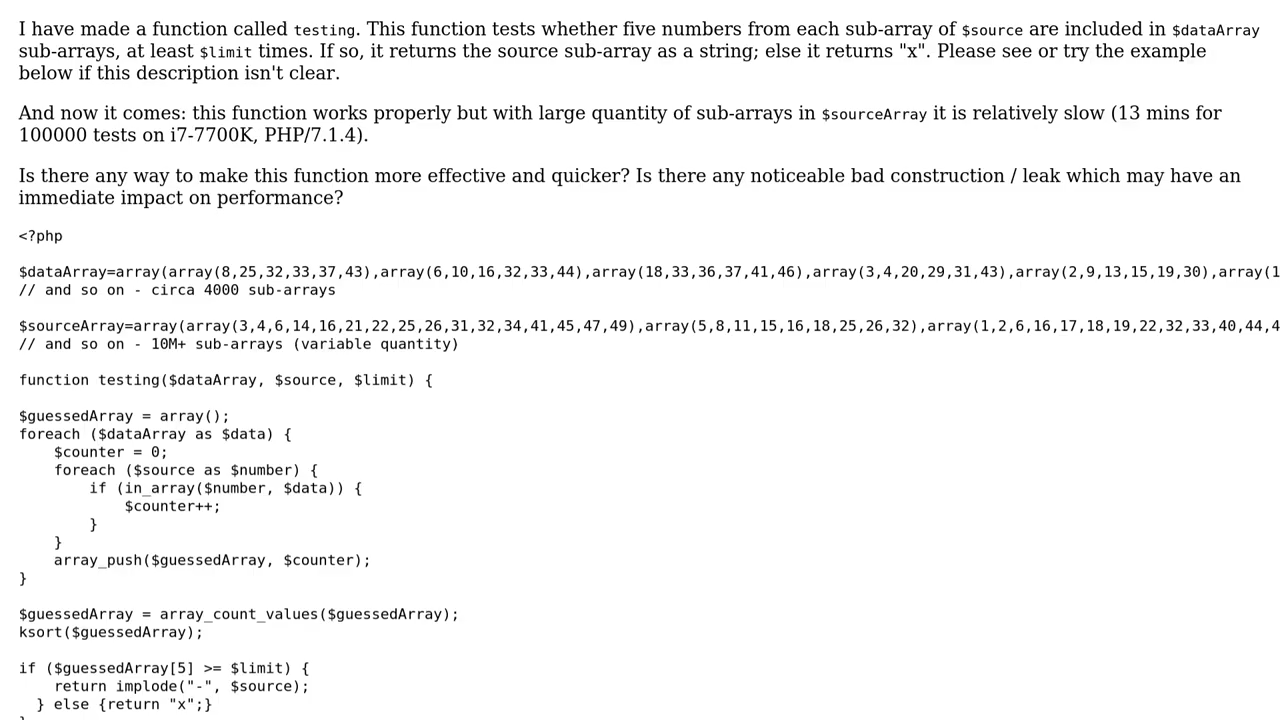 I have made a function called testing. This function tests whether five numbers from each sub-array of $source are included in $dataArray
sub-arrays, at least $limit times. If so, it returns the source sub-array as a string; else it returns "x". Please see or try the example
below if this description isn't clear.
And now it comes: this function works properly but with large quantity of sub-arrays in $sourceArray it is relatively slow (13 mins for
100000 tests on i7-7700K, PHP/7.1.4).
Is there any way to make this function more effective and quicker? Is there any noticeable bad construction / leak which may have an
immediate impact on performance?
<?php
$dataArray=array(array(8,25,32,33,37,43),array(6,10,16,32,33,44),array(18,33,36,37,41,46),array(3,4,20,29,31,43),array(2,9,13,15,19,30),array(1
// and so on - circa 4000 sub-arrays
$sourceArray=array(array(3,4,6,14,16,21,22,25,26,31,32,34,41,45,47,49),array(5,8,11,15,16,18,25,26,32),array(1,2,6,16,17,18,19,22,32,33,40,44,4
// and so on - 10M+ sub-arrays (variable quantity)
function testing($dataArray, $source, $limit) {
$guessedArray = array();
foreach ($dataArray as $data) {
    $counter = 0;
    foreach ($source as $number) {
        if (in_array($number, $data)) {
            $counter++;
        }
    }
    array_push($guessedArray, $counter);
}
$guessedArray = array_count_values($guessedArray);
ksort($guessedArray);
if ($guessedArray[5] >= $limit) {
    return implode("-", $source);
  } else {return "x";}